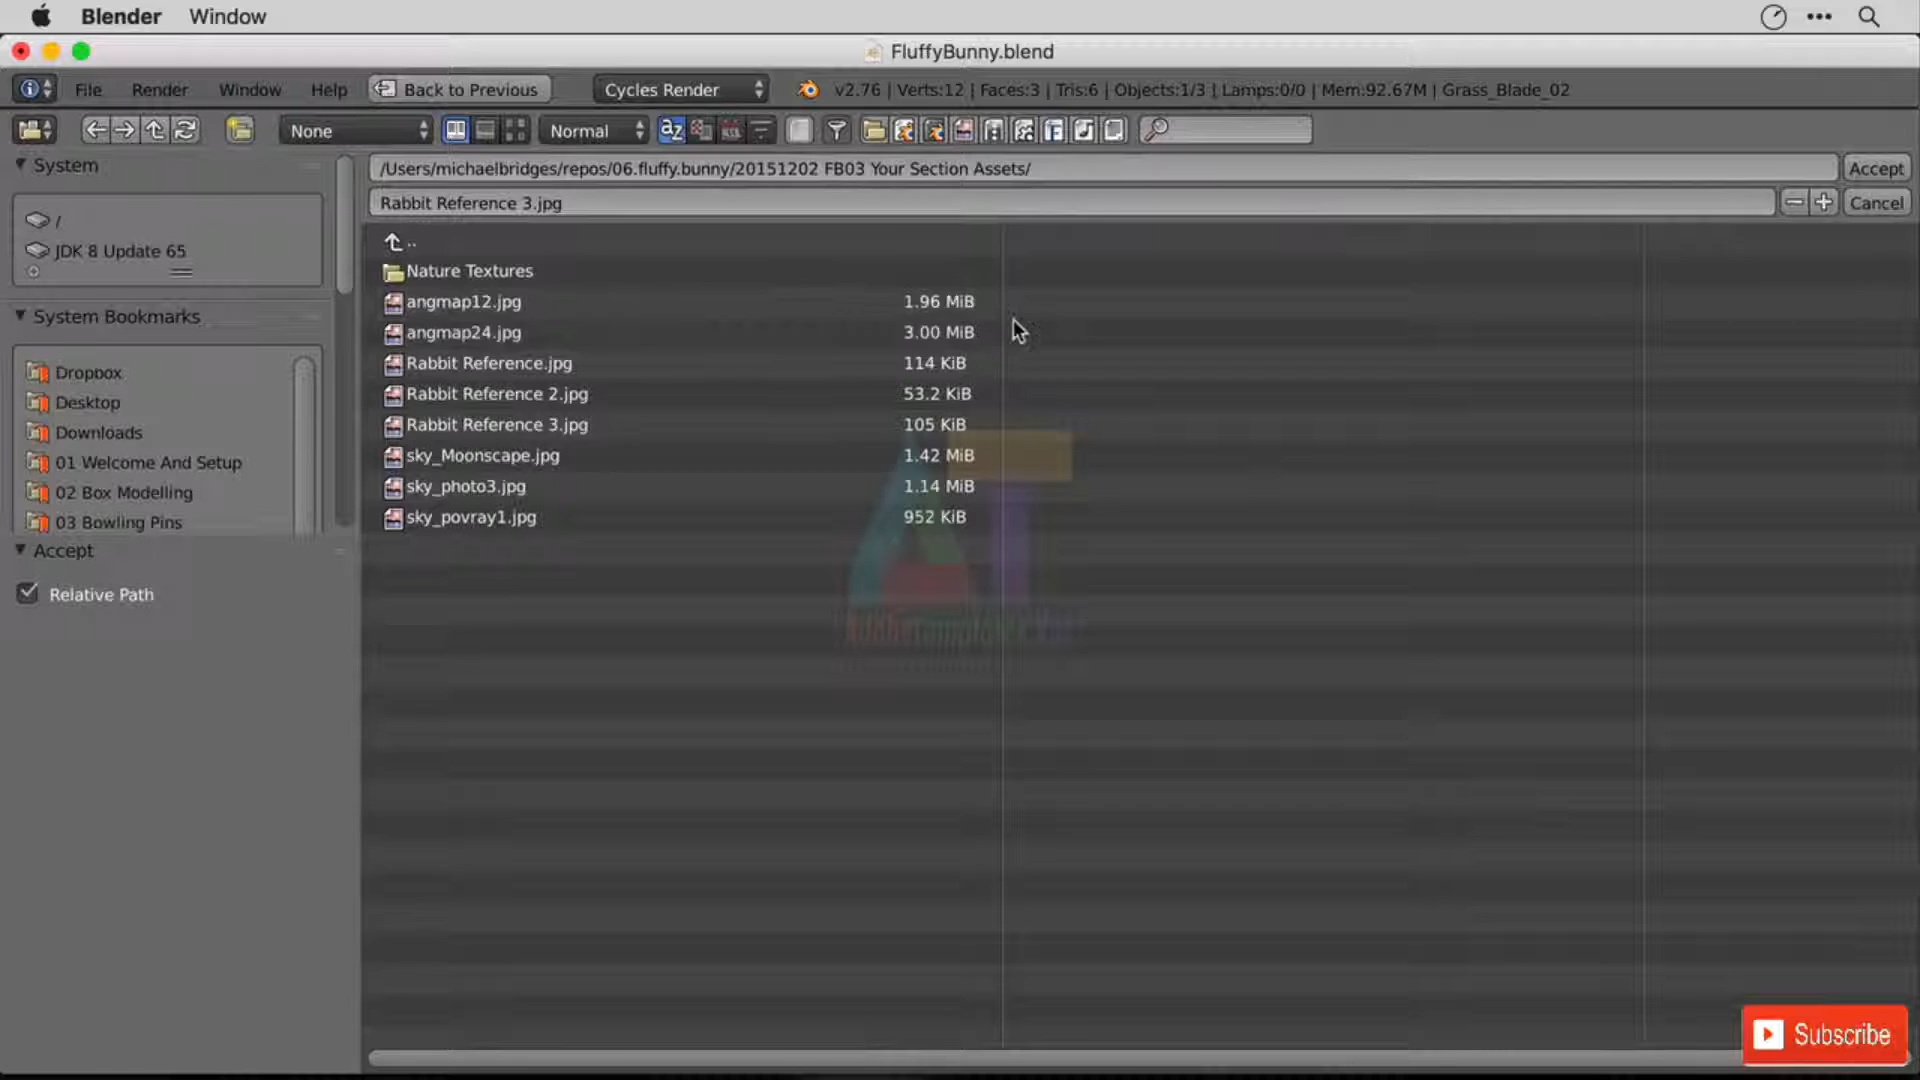 Blender Window
FluffyBunny.blend
File Render Window Help Back to Previous Cycles Render v2.76 | Verts:12 | Faces:3 | Tris:6 | Objects:1/3 | Lamps:0/0 | Mem:92.67M | Grass_Blade_02
None Normal
System
/Users/michaelbridges/repos/06.fluffy.bunny/20151202 FB03 Your Section Assets/ Accept
Rabbit Reference 3.jpg Cancel
/
JDK 8 Update 65
System Bookmarks
Dropbox
Desktop
Downloads
01 Welcome And Setup
02 Box Modelling
03 Bowling Pins
Accept
Relative Path
..
Nature Textures
angmap12.jpg 1.96 MiB
angmap24.jpg 3.00 MiB
Rabbit Reference.jpg 114 KiB
Rabbit Reference 2.jpg 53.2 KiB
Rabbit Reference 3.jpg 105 KiB
sky_Moonscape.jpg 1.42 MiB
sky_photo3.jpg 1.14 MiB
sky_povray1.jpg 952 KiB
Subscribe